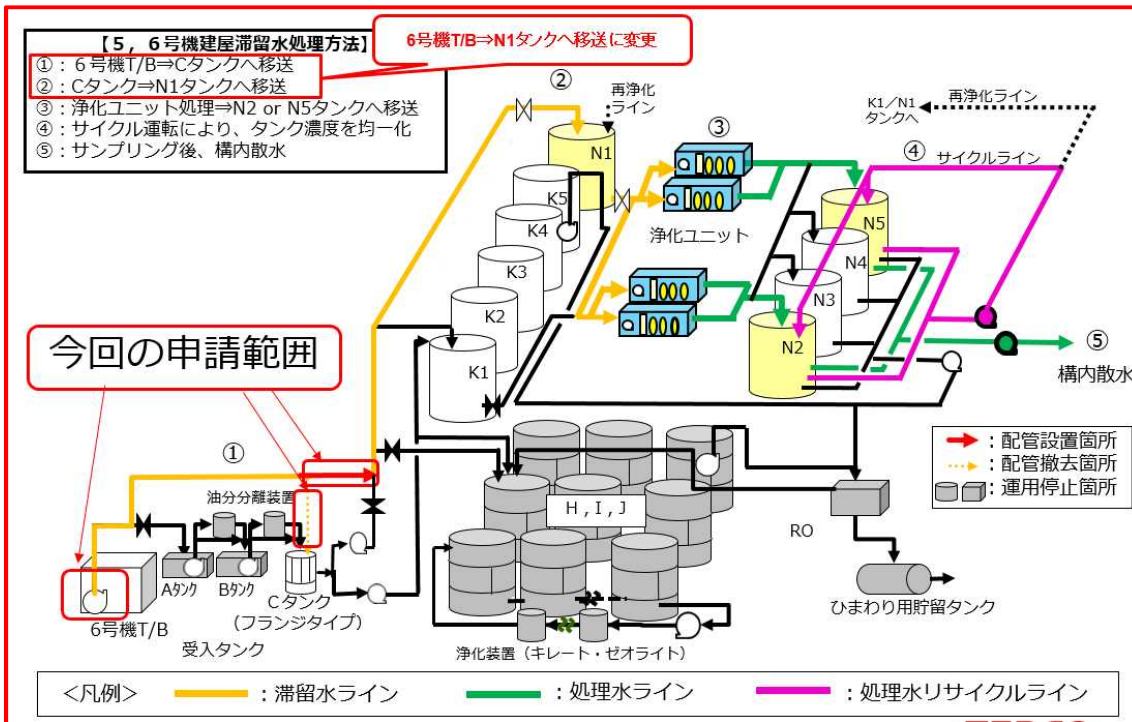 【５，６号機建屋滞留水処理方法】
①：６号機T/B⇒Cタンクへ移送
②：Cタンク⇒N1タンクへ移送
③：浄化ユニット処理⇒N2 or N5タンクへ移送
④：サイクル運転により、タンク濃度を均一化
⑤：サンプリング後、構内散水
6号機T/B⇒N1タンクへ移送に変更
②
再浄化
ライン
N1
K5
K4
K3
K2
K1
③
浄化ユニット
K1／N1
タンクへ
再浄化ライン
④ サイクルライン
N5
N4
N3
N2
⑤
構内散水
今回の申請範囲
①
油分分離装置
Aタンク
Bタンク
Cタンク
(フランジタイプ)
6号機T/B
受入タンク
H , I , J
浄化装置（キレート・ゼオライト）
RO
ひまわり用貯留タンク
：配管設置箇所
：配管撤去箇所
：運用停止箇所
＜凡例＞
：滞留水ライン
：処理水ライン
：処理水リサイクルライン